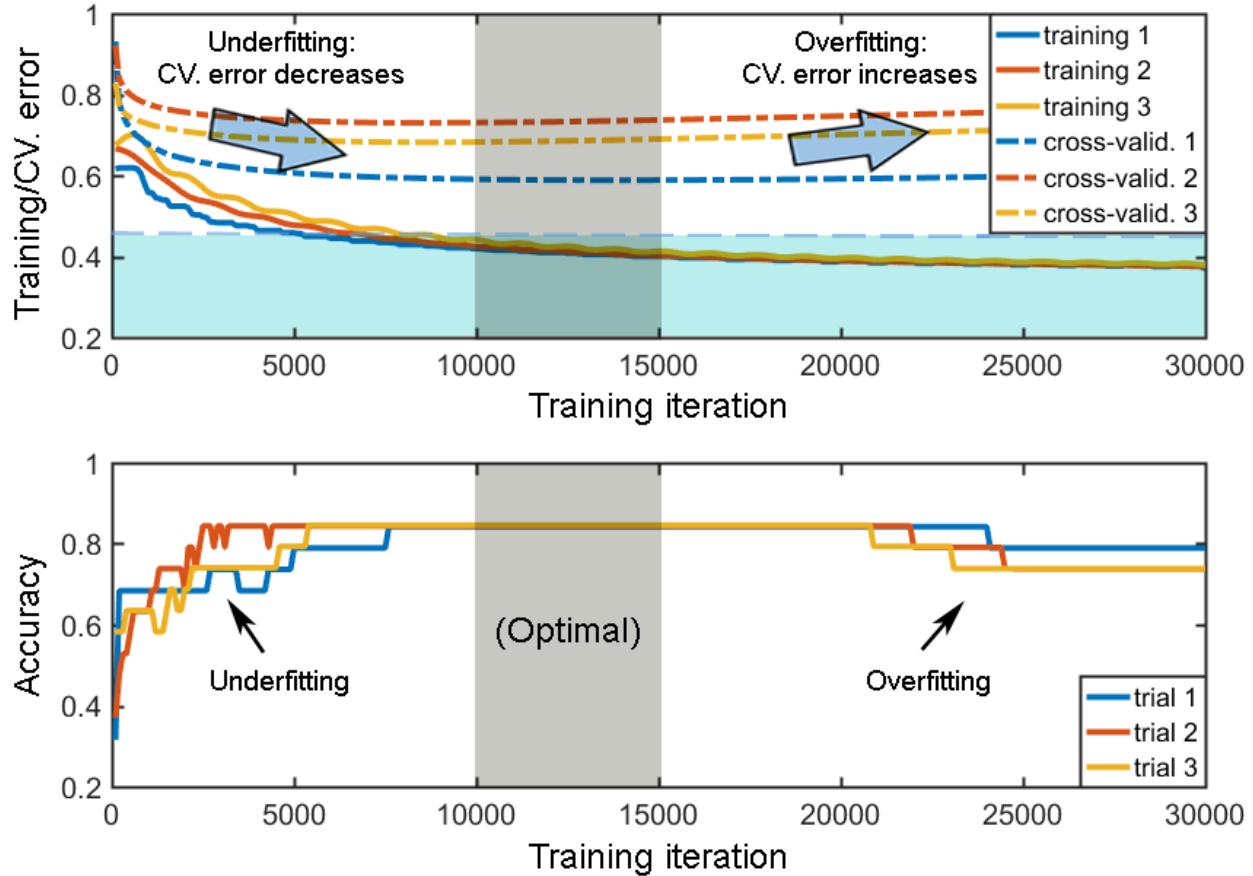 1
0.8
0.6
0.4
0.2
Training/CV. error
Underfitting:
CV. error decreases
Overfitting:
CV. error increases
training 1
training 2
training 3
cross-valid. 1
cross-valid. 2
cross-valid. 3
0 5000 10000 15000 20000 25000 30000
Training iteration
1
0.8
0.6
0.4
0.2
Accuracy
(Optimal)
Underfitting
Overfitting
trial 1
trial 2
trial 3
0 5000 10000 15000 20000 25000 30000
Training iteration